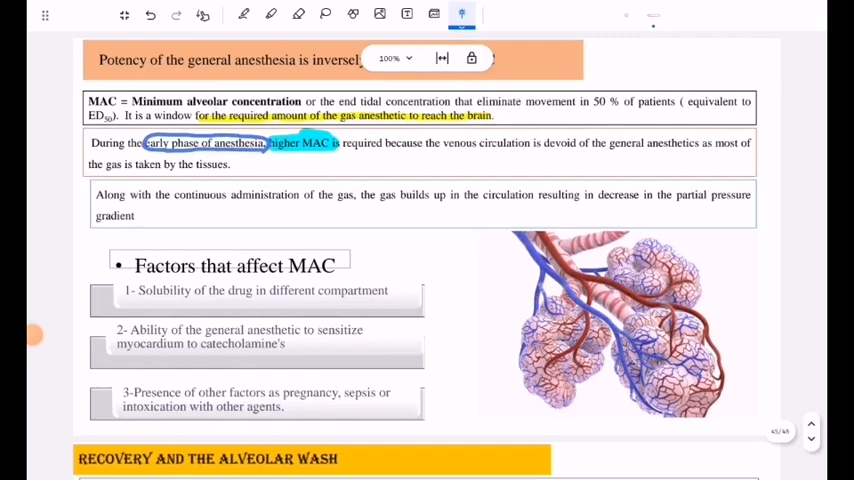 100%
Potency of the general anesthesia is inversel
MAC = Minimum alveolar concentration or the end tidal concentration that eliminate movement in 50 % of patients ( equivalent to
ED50). It is a window for the required amount of the gas anesthetic to reach the brain.
During the early phase of anesthesia, higher MAC is required because the venous circulation is devoid of the general anesthetics as most of
the gas is taken by the tissues.
Along with the continuous administration of the gas, the gas builds up in the circulation resulting in decrease in the partial pressure
gradient
• Factors that affect MAC
1- Solubility of the drug in different compartment
2- Ability of the general anesthetic to sensitize
myocardium to catecholamine's
3-Presence of other factors as pregnancy, sepsis or
intoxication with other agents.
45/48
RECOVERY AND THE ALVEOLAR WASH